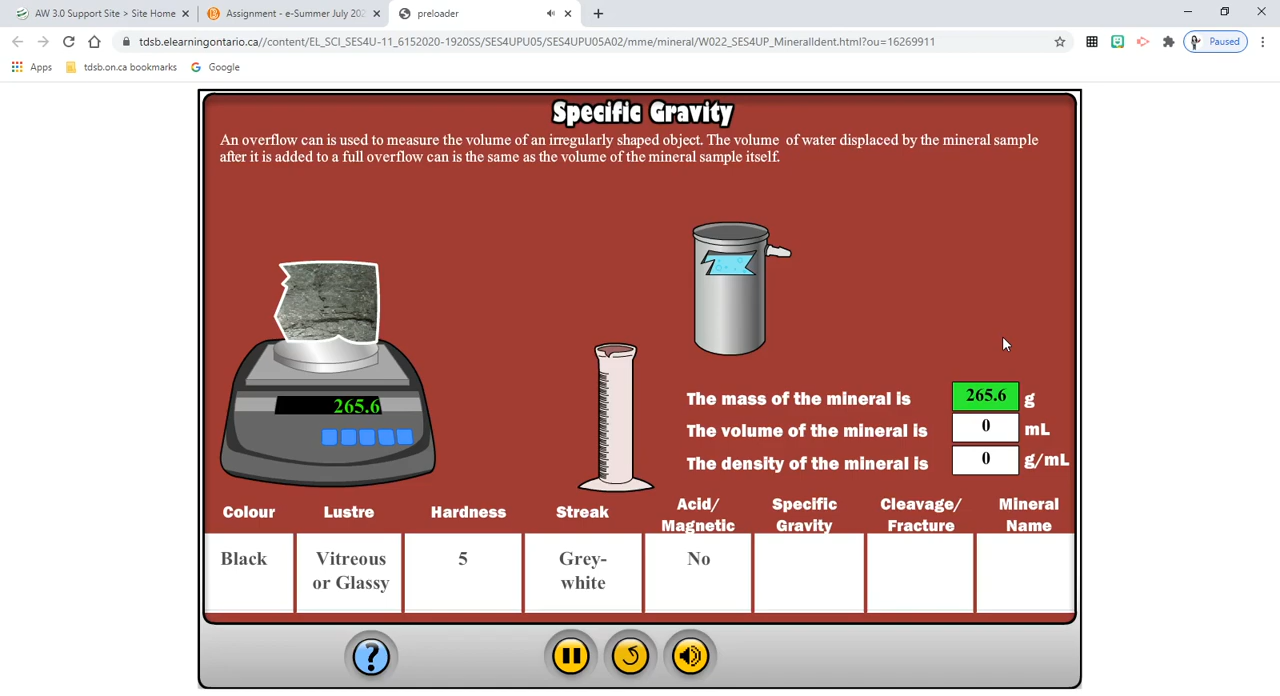 AW 3.0 Support Site > Site Home
Assignment - e-Summer July 202
preloader
tdsb.elearningontario.ca//content/EL_SCI_SES4U-11_6152020-1920SS/SES4UPU05/SES4UPU05A02/mme/mineral/W022_SES4UP_MineralIdent.html?ou=16269911
Paused
Apps
tdsb.on.ca bookmarks
Google
Specific Gravity
An overflow can is used to measure the volume of an irregularly shaped object. The volume of water displaced by the mineral sample
after it is added to a full overflow can is the same as the volume of the mineral sample itself.
265.6
The mass of the mineral is 265.6 g
The volume of the mineral is 0 mL
The density of the mineral is 0 g/mL
Colour Lustre Hardness Streak Acid/ Magnetic Specific Gravity Cleavage/ Fracture Mineral Name
Black Vitreous or Glassy 5 Grey- white No
?